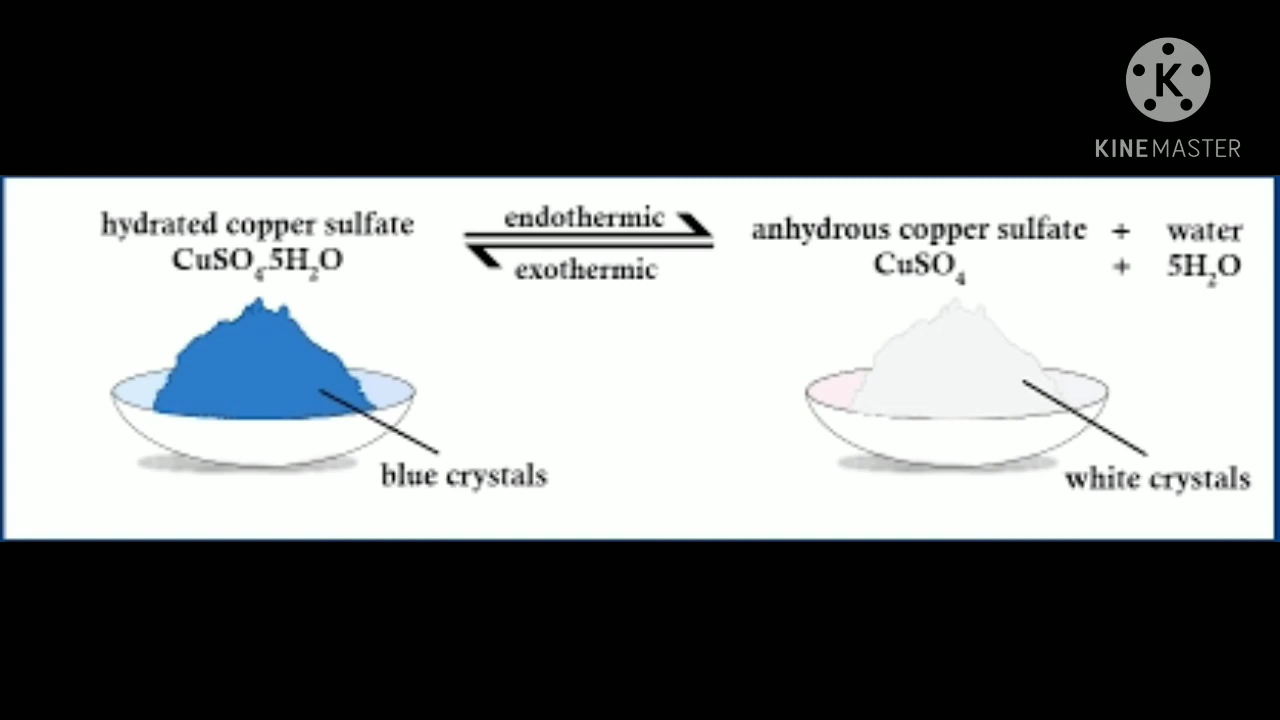 K
KINEMASTER
hydrated copper sulfate
CuSO₄.5H₂O
endothermic
exothermic
anhydrous copper sulfate + water
CuSO₄ + 5H₂O
blue crystals
white crystals